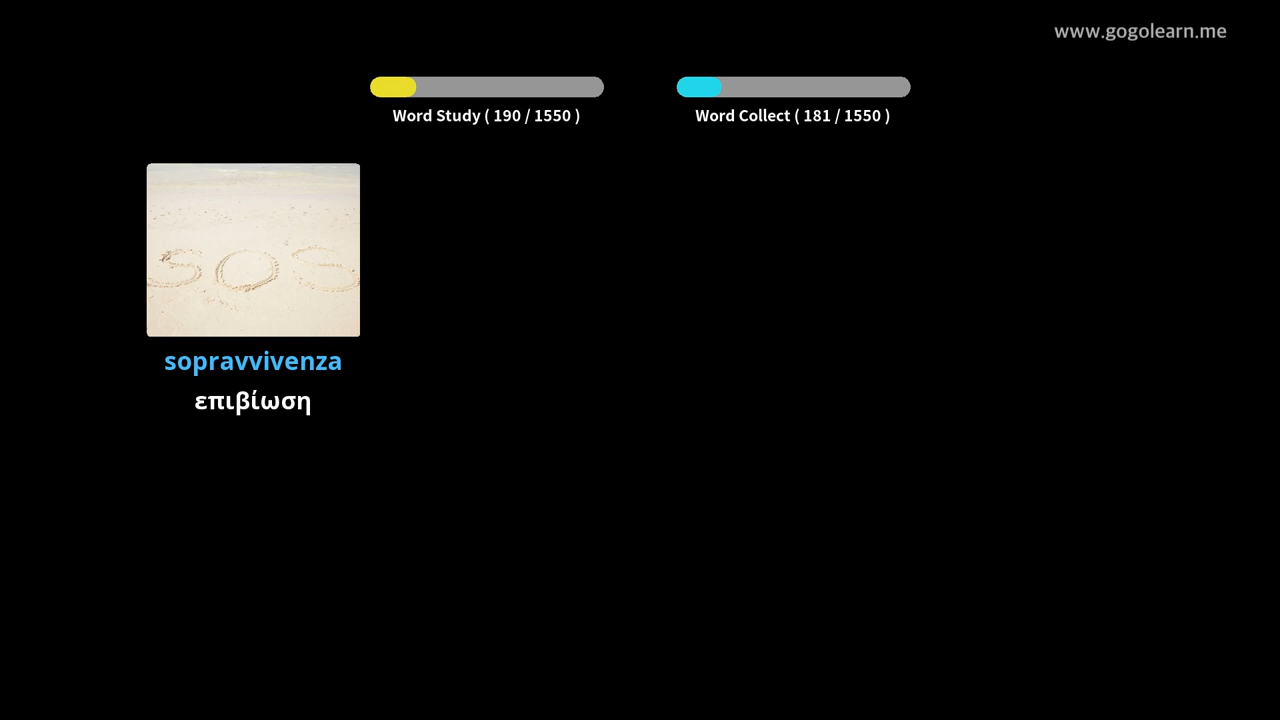 www.gogolearn.me
Word Study ( 190 / 1550 )
Word Collect ( 181 / 1550 )
SOS
sopravvivenza
επιβίωση